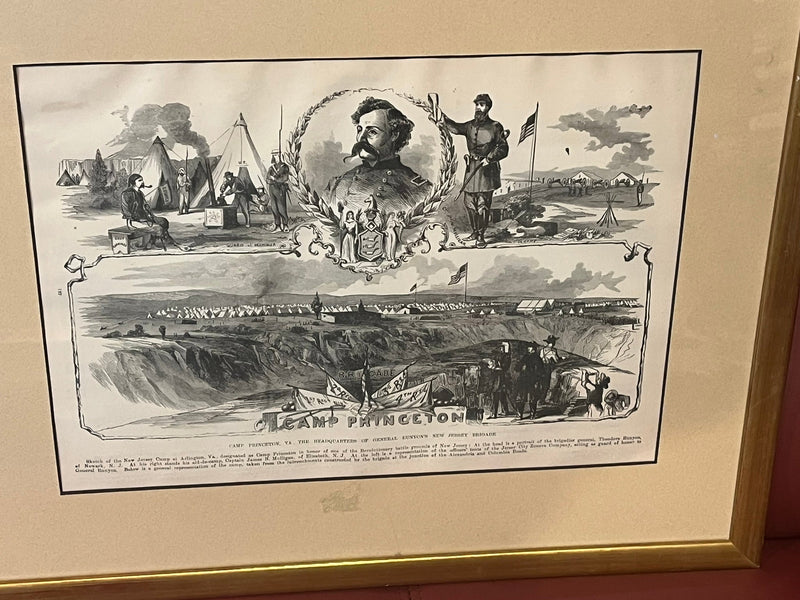 CAMP PRINCETON
CAMP PRINCETON, VA., THE HEADQUARTERS OF GENERAL RUNYON'S NEW JERSEY BRIGADE
Sketch of the New Jersey Camp at Arlington, Va., designated as Camp Princeton in honor of one of the Revolutionary battle grounds of New Jersey: At the head is a portrait of the brigadier general, Theodore Runyon,
of Newark, N. J. At his right stands his aid-de-camp, Captain James N. Mulligan, of Elizabeth, N. J. At the left is a representation of the officers' tents of the Jersey City Zouave Company, acting as guard of honor to
General Runyon. Below is a general representation of the camp, taken from the intrenchments constructed by the brigade at the junction of the Alexandria and Columbia Roads.